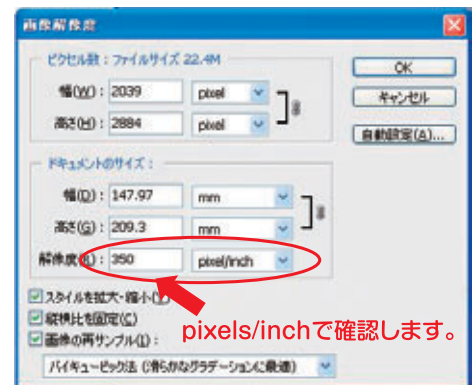 画像解像度
ピクセル数：ファイルサイズ 22.4M
幅(W)： 2039 pixel
高さ(H)： 2884 pixel
OK
キャンセル
自動設定(A)...
ドキュメントのサイズ：
幅(D)： 147.97 mm
高さ(G)： 209.3 mm
解像度(R)： 350 pixel/inch
スタイルを拡大・縮小(Y)
縦横比を固定(C)
画像の再サンプル(I)：
バイキュービック法 (滑らかなグラデーションに最適)
pixels/inchで確認します。